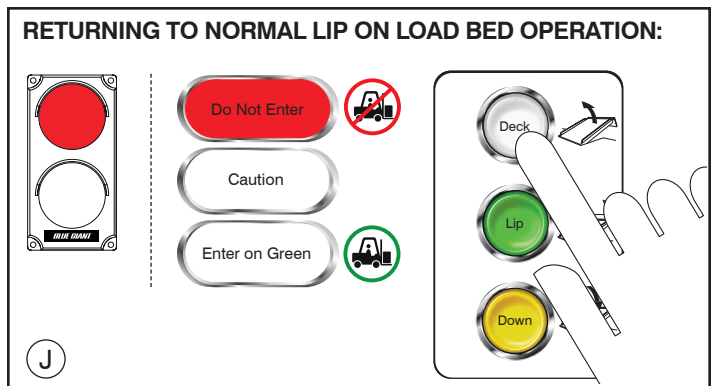 RETURNING TO NORMAL LIP ON LOAD BED OPERATION:
BLUE GIANT
Do Not Enter
Caution
Enter on Green
Deck
Lip
Down
J